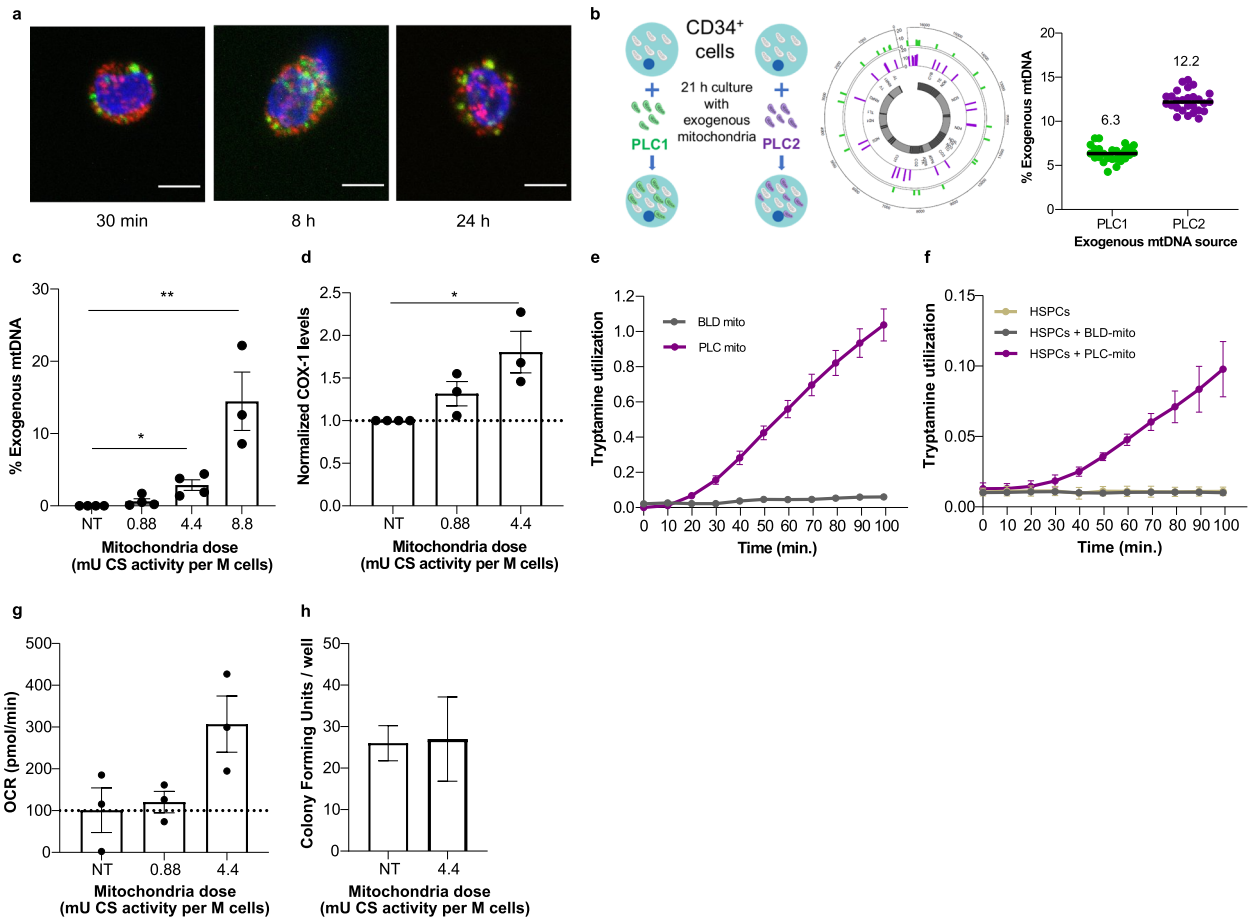 a
30 min
8 h
24 h
b
CD34+
cells
21 h culture
with
exogenous
mitochondria
PLC1
PLC2
% Exogenous mtDNA
20
15
10
5
0
6.3
12.2
PLC1
PLC2
Exogenous mtDNA source
c
% Exogenous mtDNA
30
20
10
0
**
*
NT
0.88
4.4
8.8
Mitochondria dose
(mU CS activity per M cells)
d
Normalized COX-1 levels
2.5
2.0
1.5
1.0
0.5
0.0
*
NT
0.88
4.4
Mitochondria dose
(mU CS activity per M cells)
e
Tryptamine utilization
1.2
1.0
0.8
0.6
0.4
0.2
0.0
BLD mito
PLC mito
0 10 20 30 40 50 60 70 80 90 100
Time (min.)
f
Tryptamine utilization
0.15
0.10
0.05
0.00
HSPCs
HSPCs + BLD-mito
HSPCs + PLC-mito
0 10 20 30 40 50 60 70 80 90 100
Time (min.)
g
OCR (pmol/min)
500
400
300
200
100
0
NT
0.88
4.4
Mitochondria dose
(mU CS activity per M cells)
h
Colony Forming Units / well
50
40
30
20
10
0
NT
4.4
Mitochondria dose
(mU CS activity per M cells)